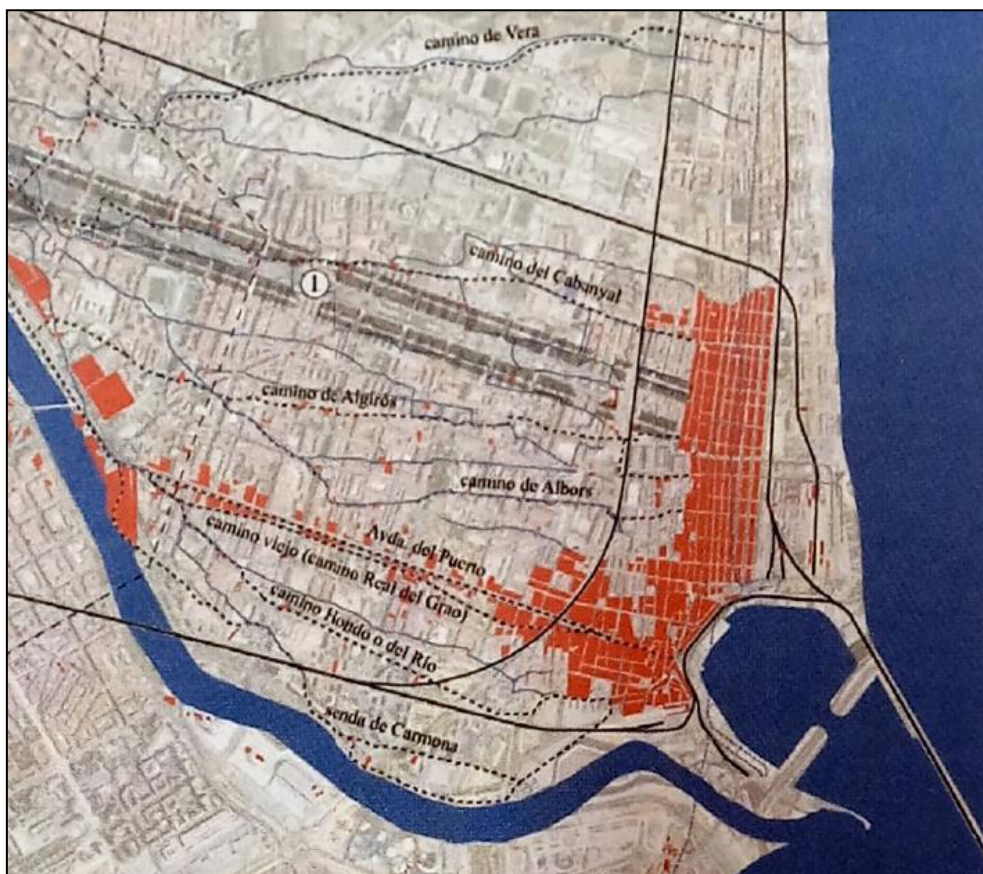 camino de Vera
camino del Cabanyal
1
camino de Algirós
camino de Albors
Avda. del Puerto
camino viejo (camino Real del Grao)
camino Hondo o del Río
senda de Carmona